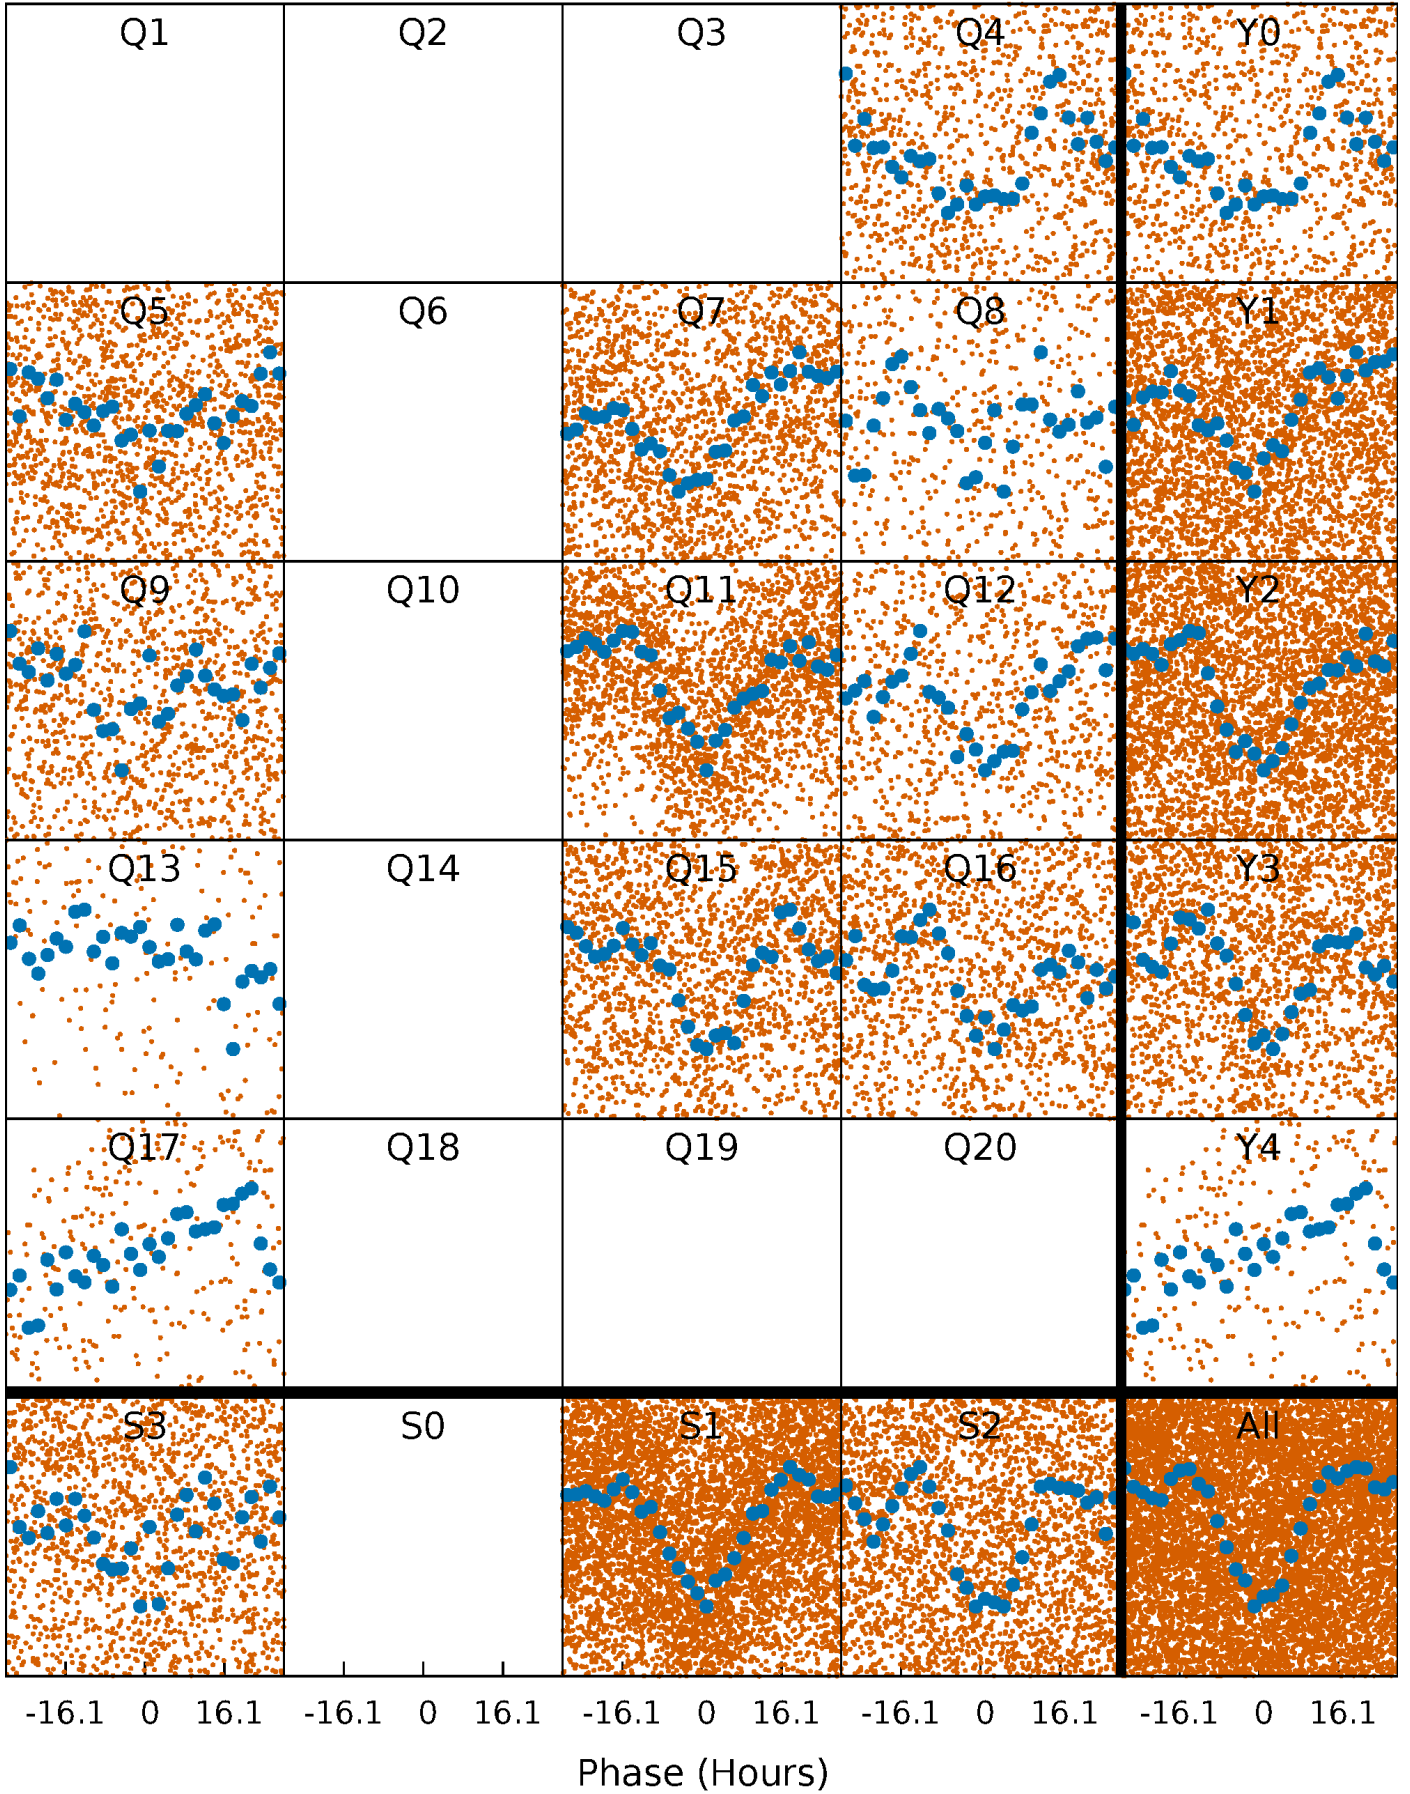 Q1 Q2 Q3 Q4 Y0
Q5 Q6 Q7 Q8 Y1
Q9 Q10 Q11 Q12 Y2
Q13 Q14 Q15 Q16 Y3
Q17 Q18 Q19 Q20 Y4
S3 S0 S1 S2 All
-16.1 0 16.1 -16.1 0 16.1 -16.1 0 16.1 -16.1 0 16.1 -16.1 0 16.1
Phase (Hours)